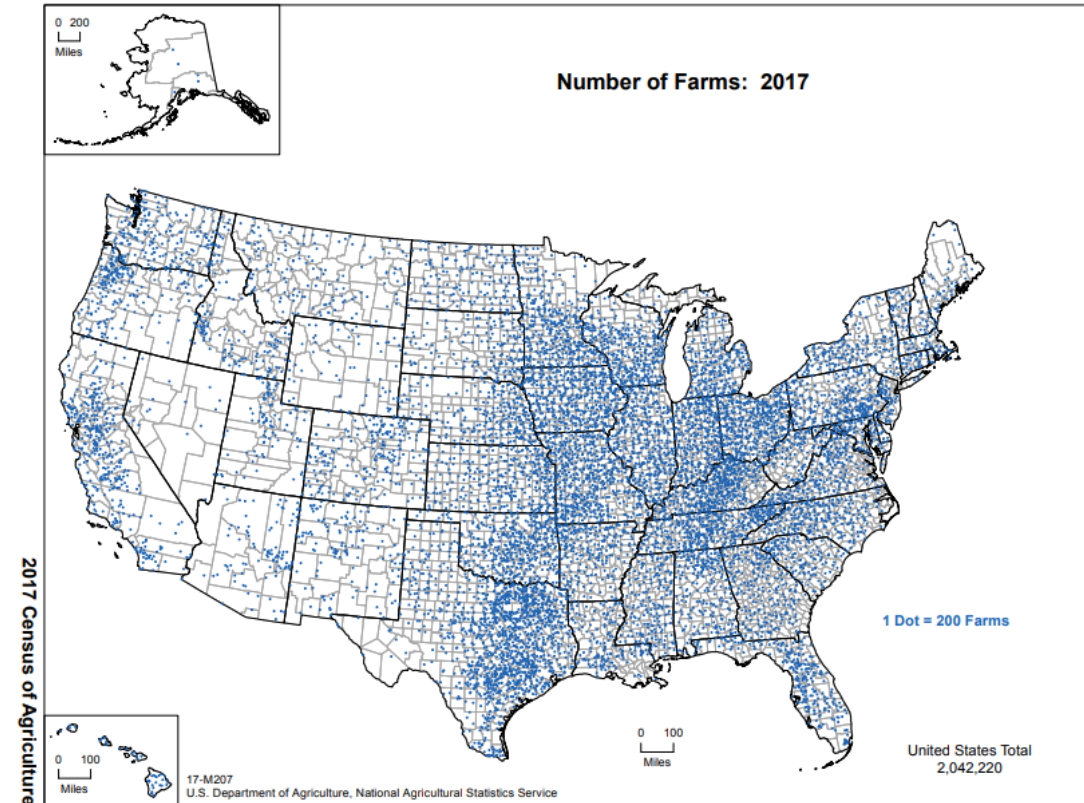 0 200
Miles
Number of Farms: 2017
1 Dot = 200 Farms
2017 Census of Agriculture
0 100
Miles
0 100
Miles
United States Total
2,042,220
17-M207
U.S. Department of Agriculture, National Agricultural Statistics Service